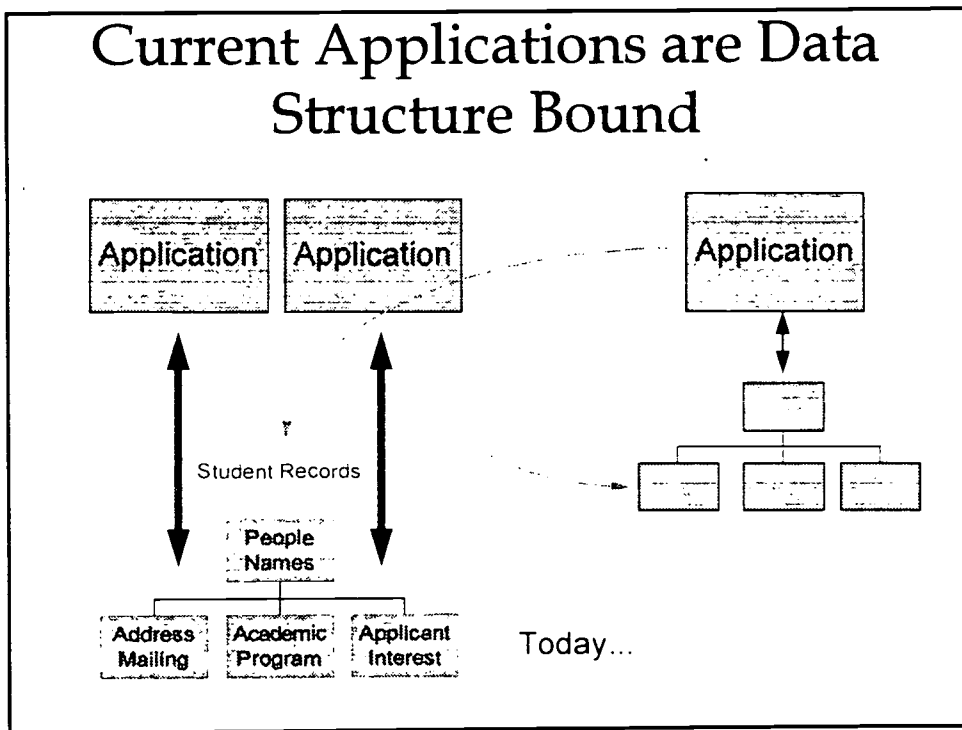 Current Applications are Data
Structure Bound
Application
Application
Application
Student Records
People
Names
Address
Mailing
Academic
Program
Applicant
Interest
Today...